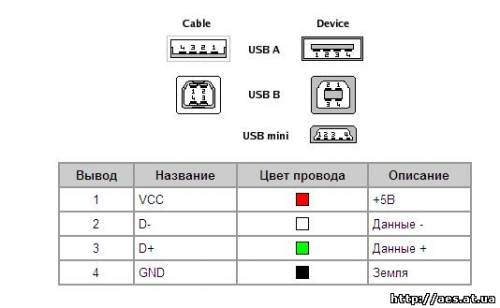 Cable Device
4 3 2 1 USB A 1 2 3 4
USB B
USB mini 1 2 3 4
Вывод Название Цвет провода Описание
1 VCC +5В
2 D- Данные -
3 D+ Данные +
4 GND Земля
http://aes.at.ua